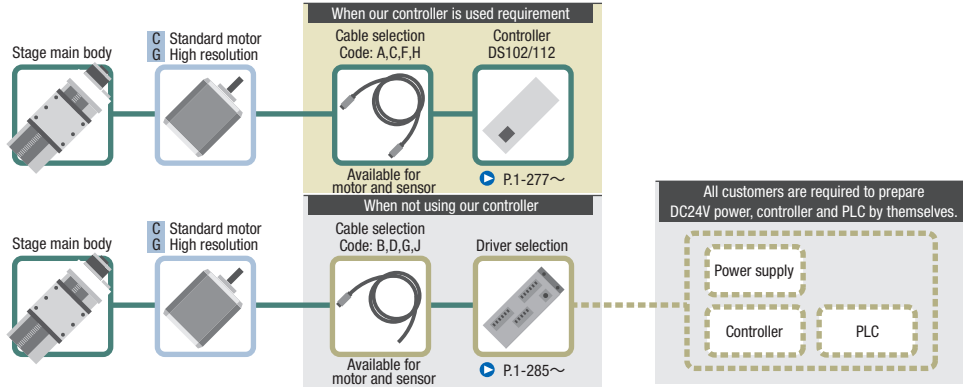 When our controller is used requirement
Stage main body
C Standard motor
G High resolution
Cable selection
Code: A,C,F,H
Controller
DS102/112
Available for
motor and sensor
P.1-277～
When not using our controller
Stage main body
C Standard motor
G High resolution
Cable selection
Code: B,D,G,J
Driver selection
Available for
motor and sensor
P.1-285～
All customers are required to prepare
DC24V power, controller and PLC by themselves.
Power supply
Controller
PLC